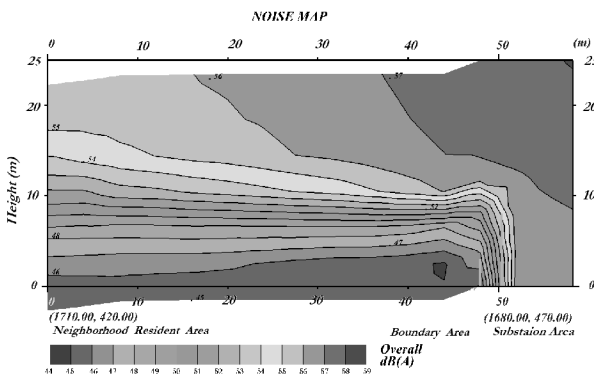 NOISE MAP
0 10 20 30 40 50 (m)
25 25
56 57
20 20
55
54
Height (m)
10
52
48 47
46
0 0
0 45 20 30 40 50
(1710.00, 420.00) (1680.00, 470.00)
Neighborhood Resident Area Boundary Area Substaion Area
Overall
dB(A)
44 45 46 47 48 49 50 51 52 53 54 55 56 57 58 59